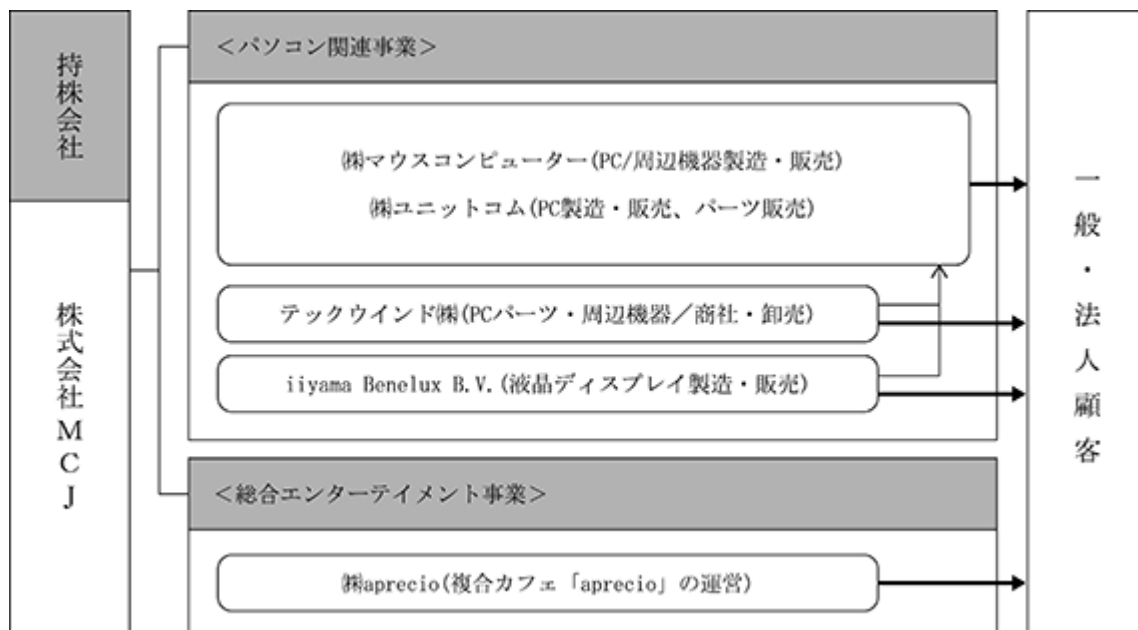 持株会社
株式会社MCJ
<パソコン関連事業>
㈱マウスコンピューター(PC/周辺機器製造・販売)
㈱ユニットコム(PC製造・販売、パーツ販売)
テックウインド㈱(PCパーツ・周辺機器／商社・卸売)
iiyama Benelux B.V.(液晶ディスプレイ製造・販売)
<総合エンターテイメント事業>
㈱aprecio(複合カフェ「aprecio」の運営)
一般・法人顧客